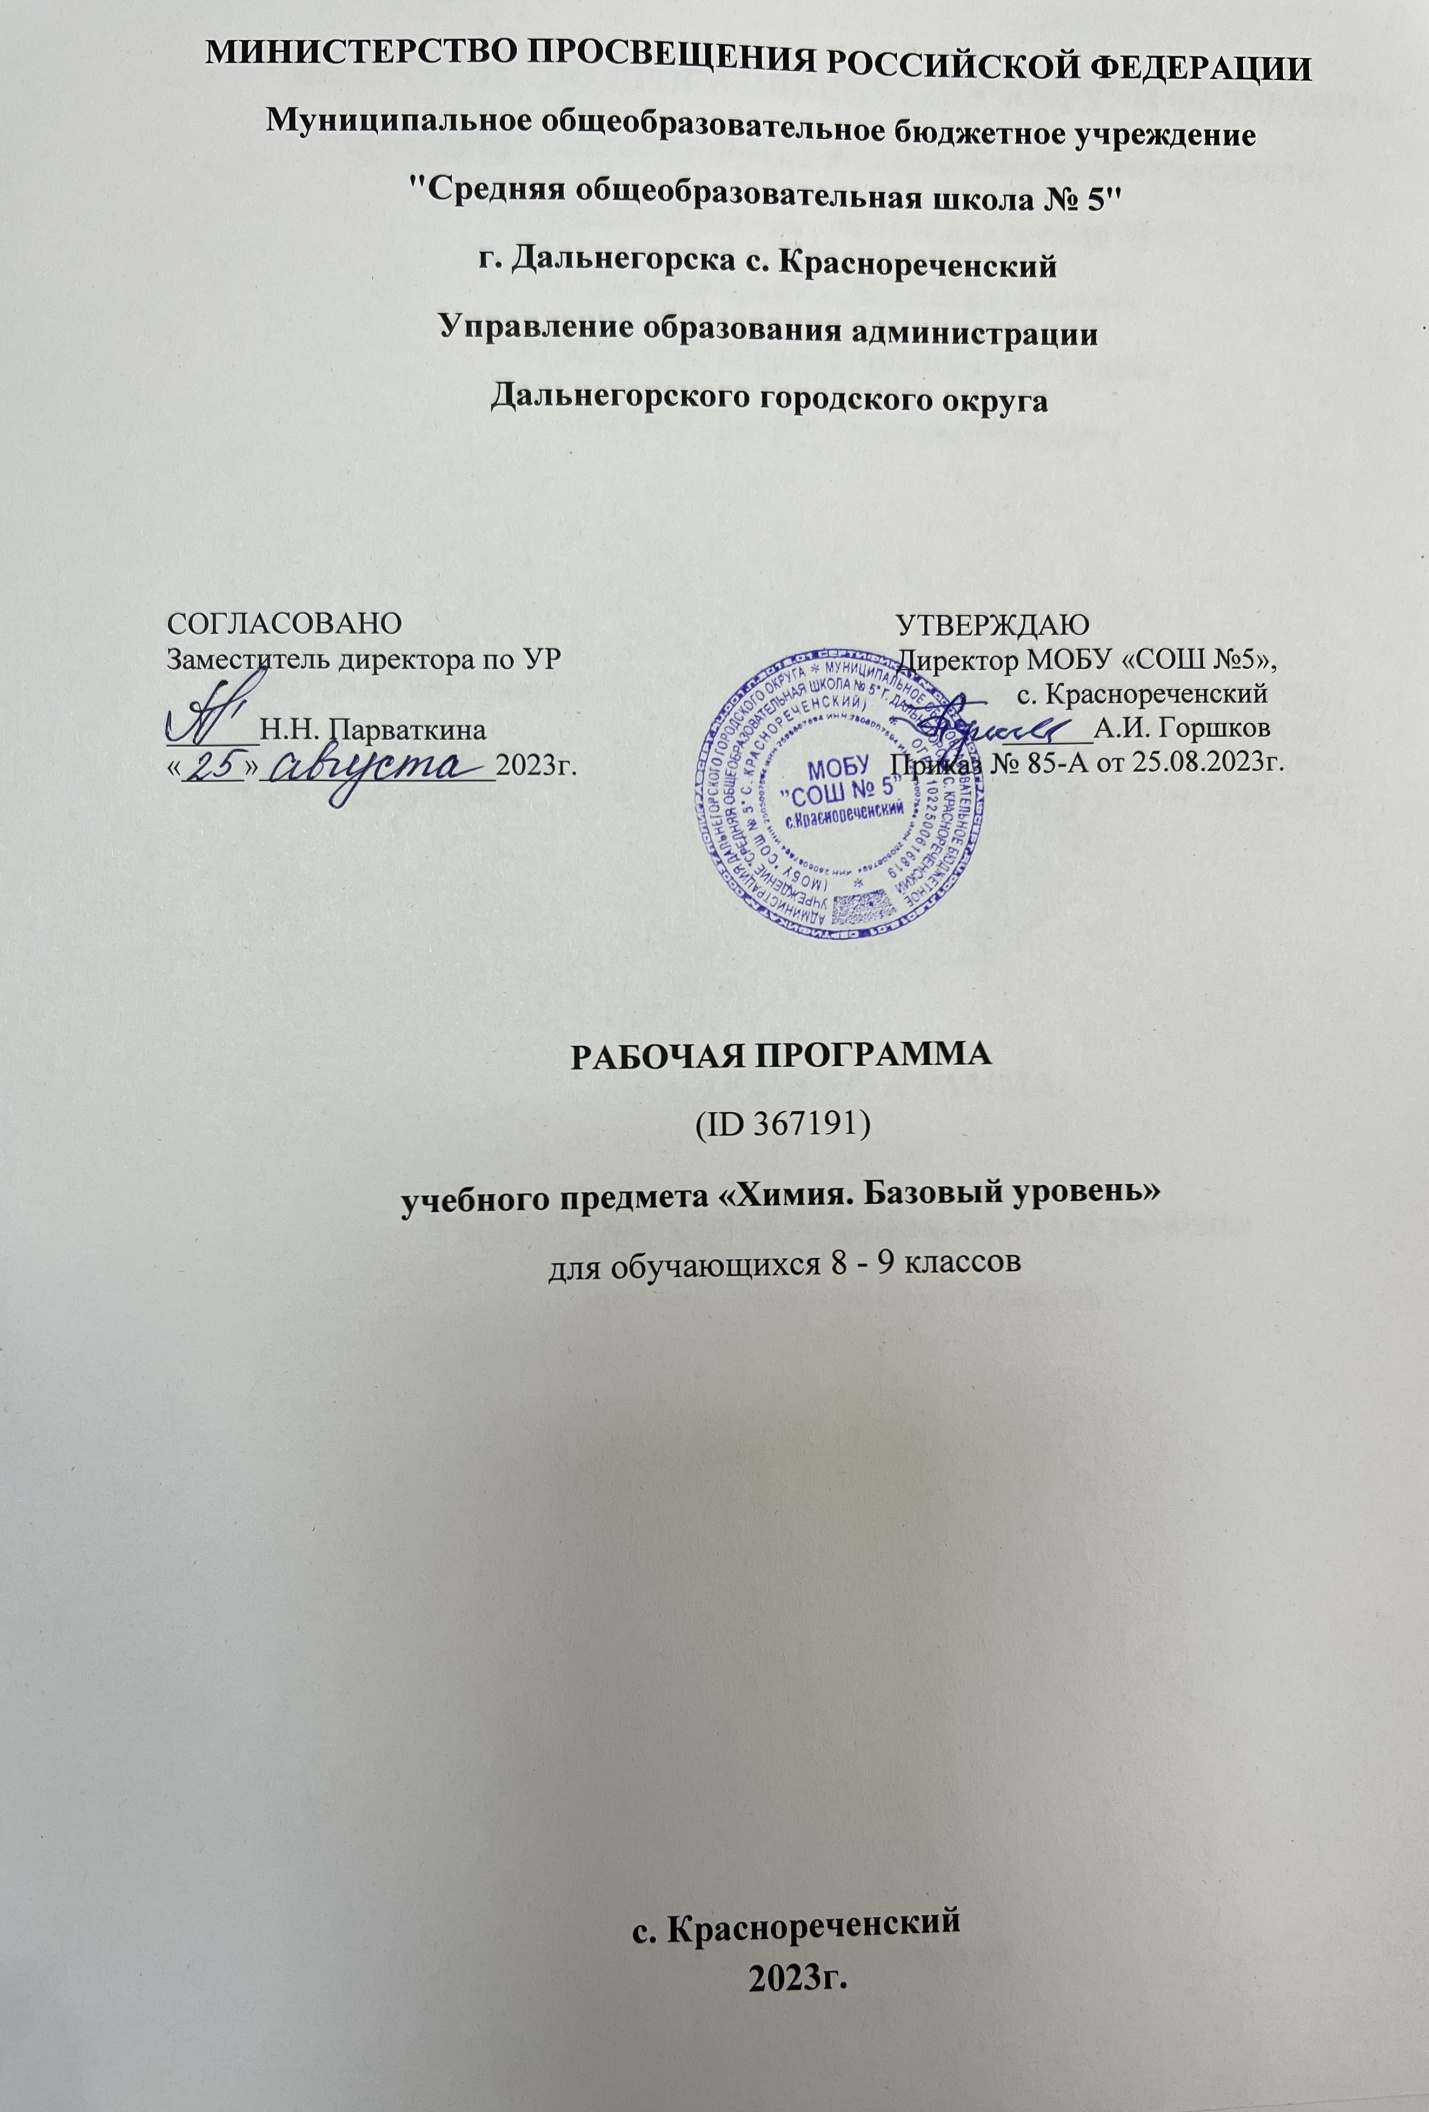 МИНИСТЕРСТВО ПРОСВЕЩЕНИЯ РОССИЙСКОЙ ФЕДЕРАЦИИ
Муниципальное общеобразовательное бюджетное учреждение
"Средняя общеобразовательная школа № 5"
г. Дальнегорска с. Краснореченский
Управление образования администрации
Дальнегорского городского округа
СОГЛАСОВАНО
Заместитель директора по УР
Н.Н. Парваткина
«25» августа 2023г.
УТВЕРЖДАЮ
Директор МОБУ «СОШ №5»,
с. Краснореченский
А.И. Горшков
Приказ № 85-А от 25.08.2023г.
МОБУ
"СОШ № 5"
с.Краснореченский
РАБОЧАЯ ПРОГРАММА
(ID 367191)
учебного предмета «Химия. Базовый уровень»
для обучающихся 8 - 9 классов
с. Краснореченский
2023г.